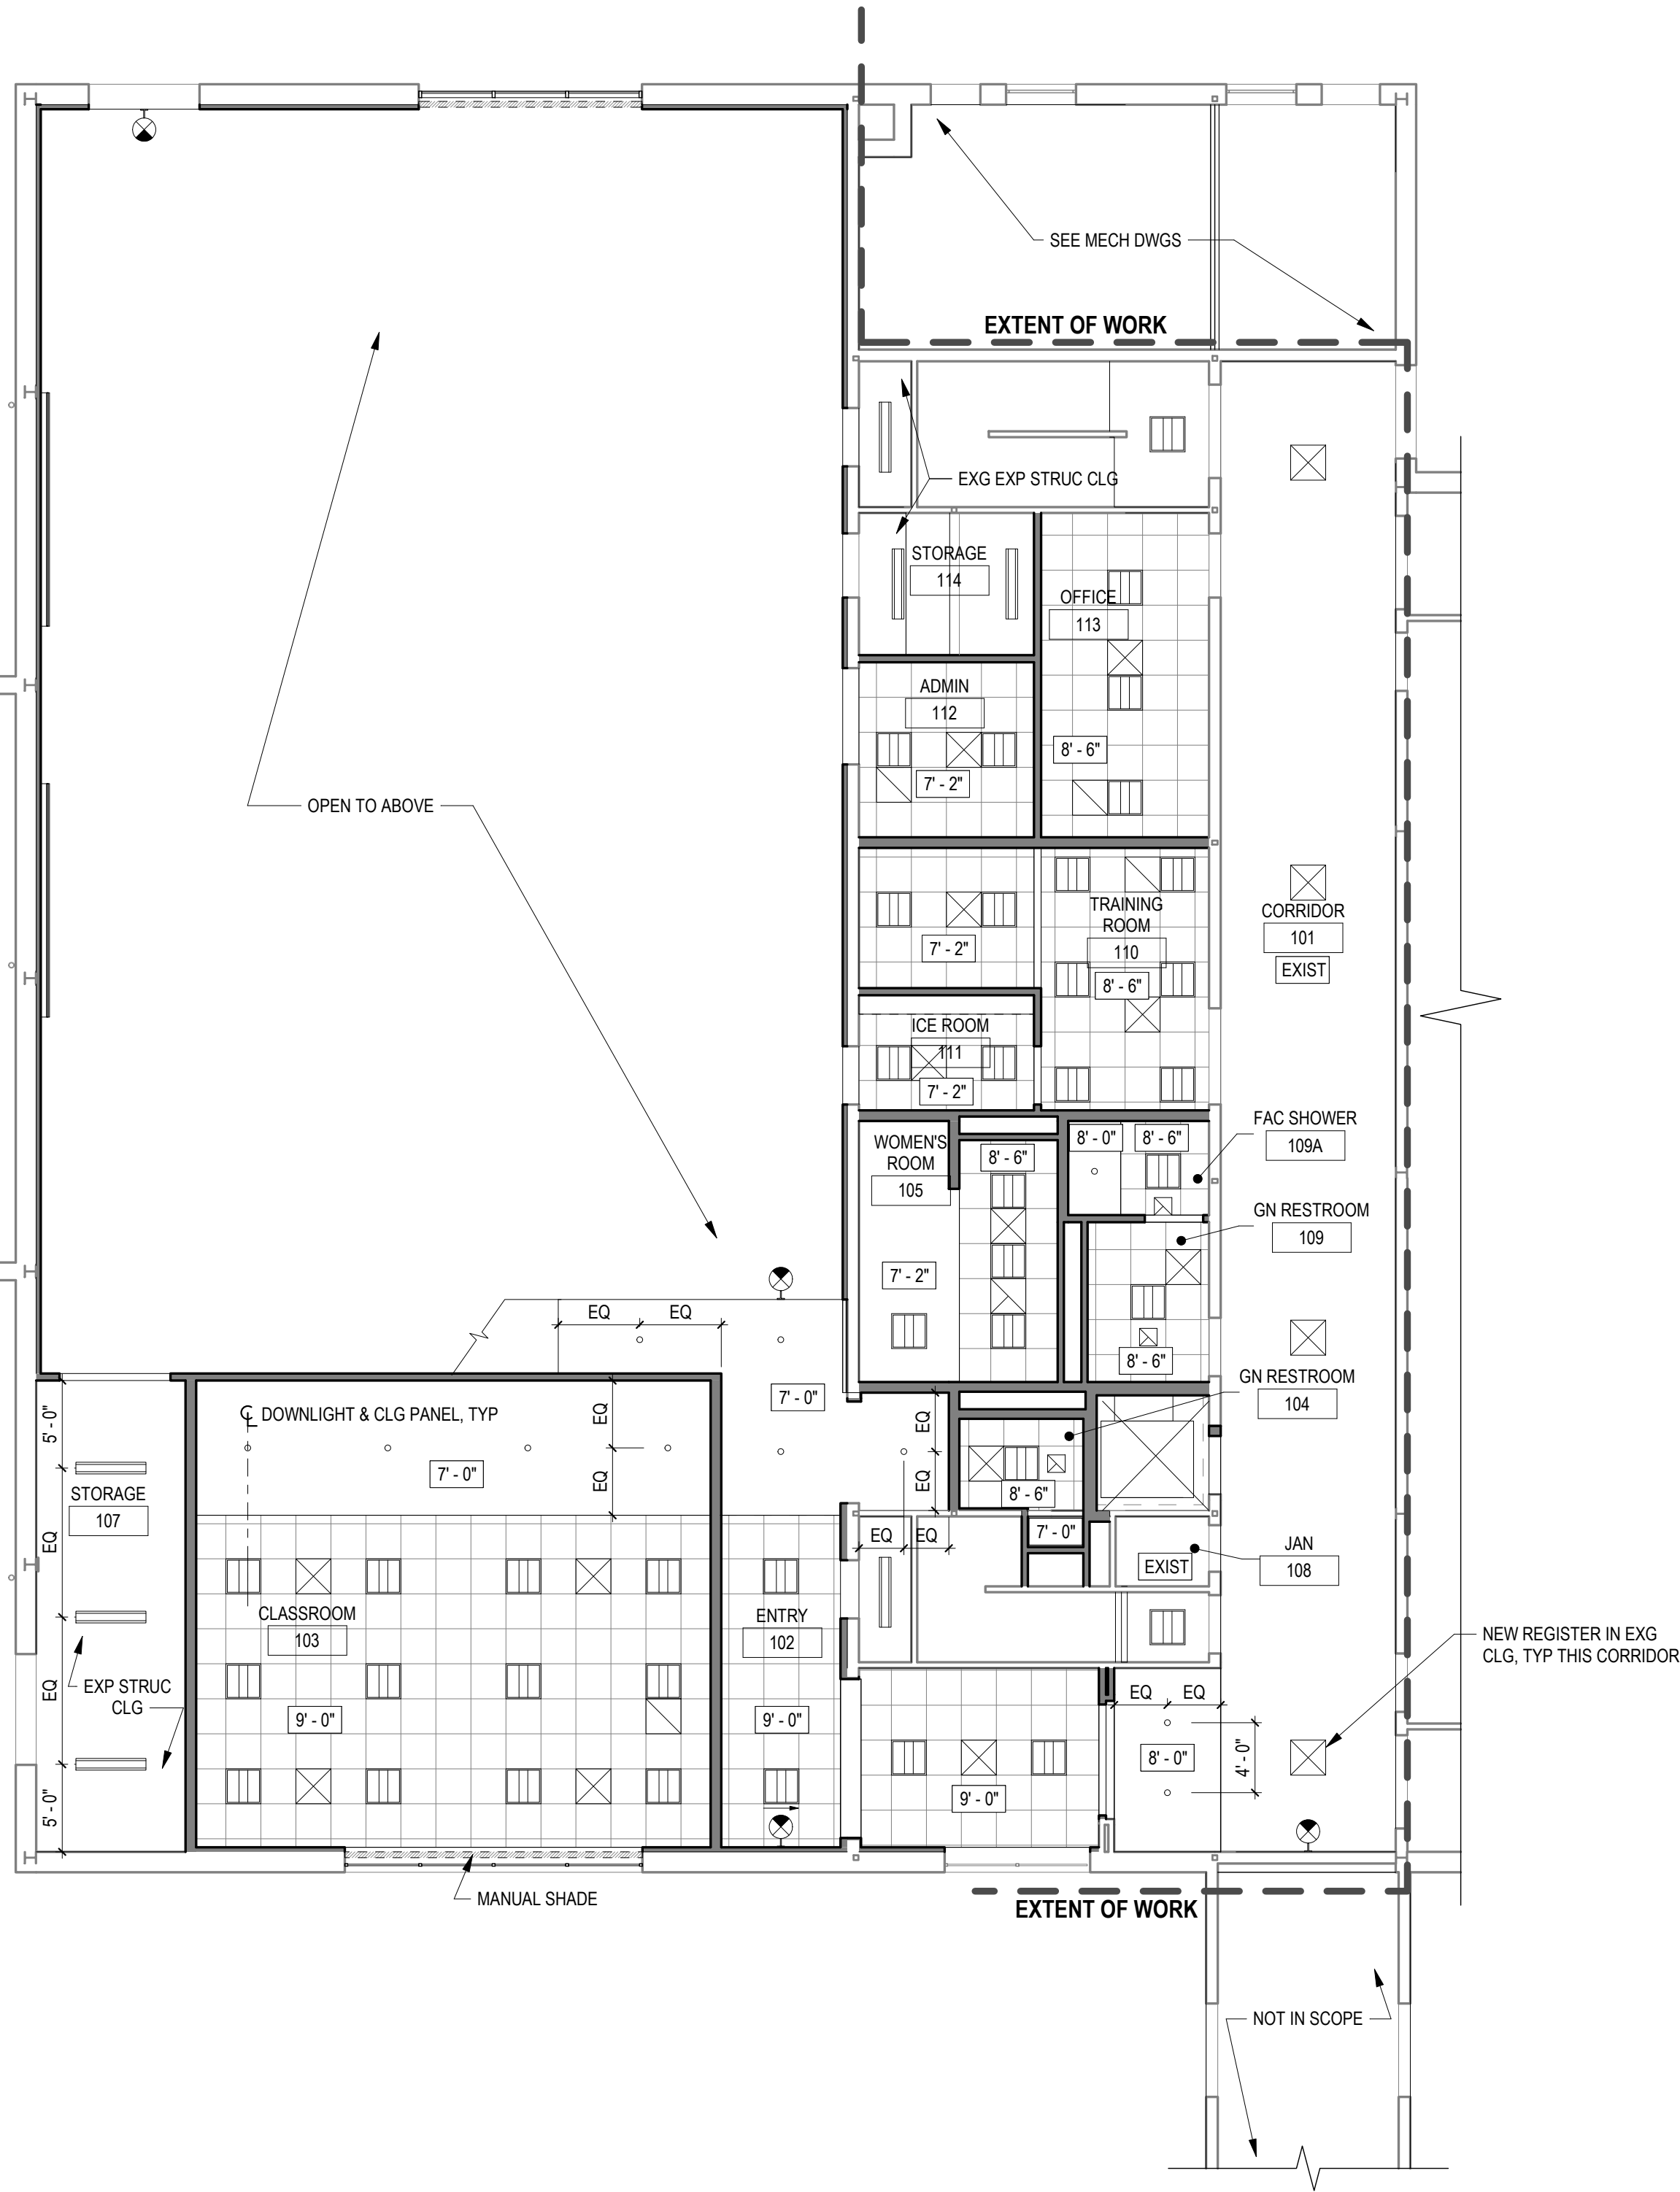 SEE MECH DWGS
EXTENT OF WORK
EXG EXP STRUC CLG
STORAGE
114
OFFICE
113
ADMIN
112
8' - 6"
7' - 2"
OPEN TO ABOVE
TRAINING
ROOM
110
8' - 6"
7' - 2"
CORRIDOR
101
EXIST
ICE ROOM
111
7' - 2"
FAC SHOWER
109A
8' - 0"
8' - 6"
WOMEN'S
ROOM
105
8' - 6"
7' - 2"
GN RESTROOM
109
8' - 6"
EQ
EQ
GN RESTROOM
104
7' - 0"
EQ
EQ
8' - 6"
7' - 0"
CL DOWNLIGHT & CLG PANEL, TYP
EQ
EQ
7' - 0"
5' - 0"
STORAGE
107
EQ
EQ
5' - 0"
EXP STRUC
CLG
EQ
EQ
JAN
108
EXIST
CLASSROOM
103
9' - 0"
ENTRY
102
9' - 0"
9' - 0"
EQ
EQ
8' - 0"
4' - 0"
NEW REGISTER IN EXG
CLG, TYP THIS CORRIDOR
MANUAL SHADE
EXTENT OF WORK
NOT IN SCOPE